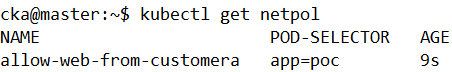 cka@master:~$ kubectl get netpol
NAME POD-SELECTOR AGE
allow-web-from-customera app=poc 9s